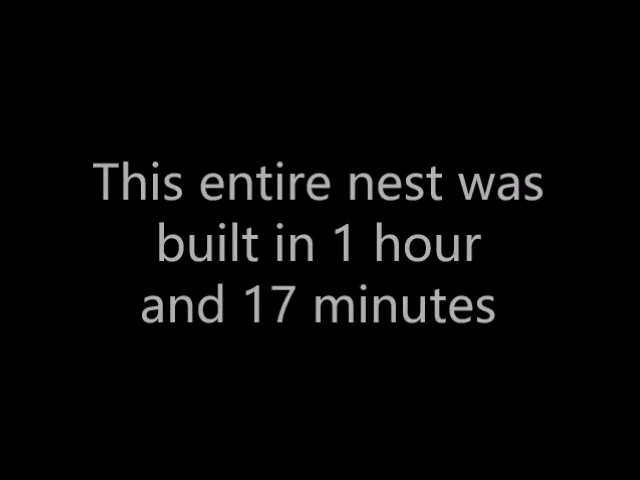 This entire nest was
built in 1 hour
and 17 minutes